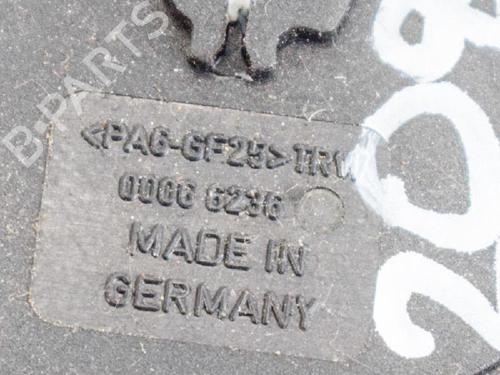 B-PARTS
<PA6-GF25>TRW
0006 6236
MADE IN
GERMANY